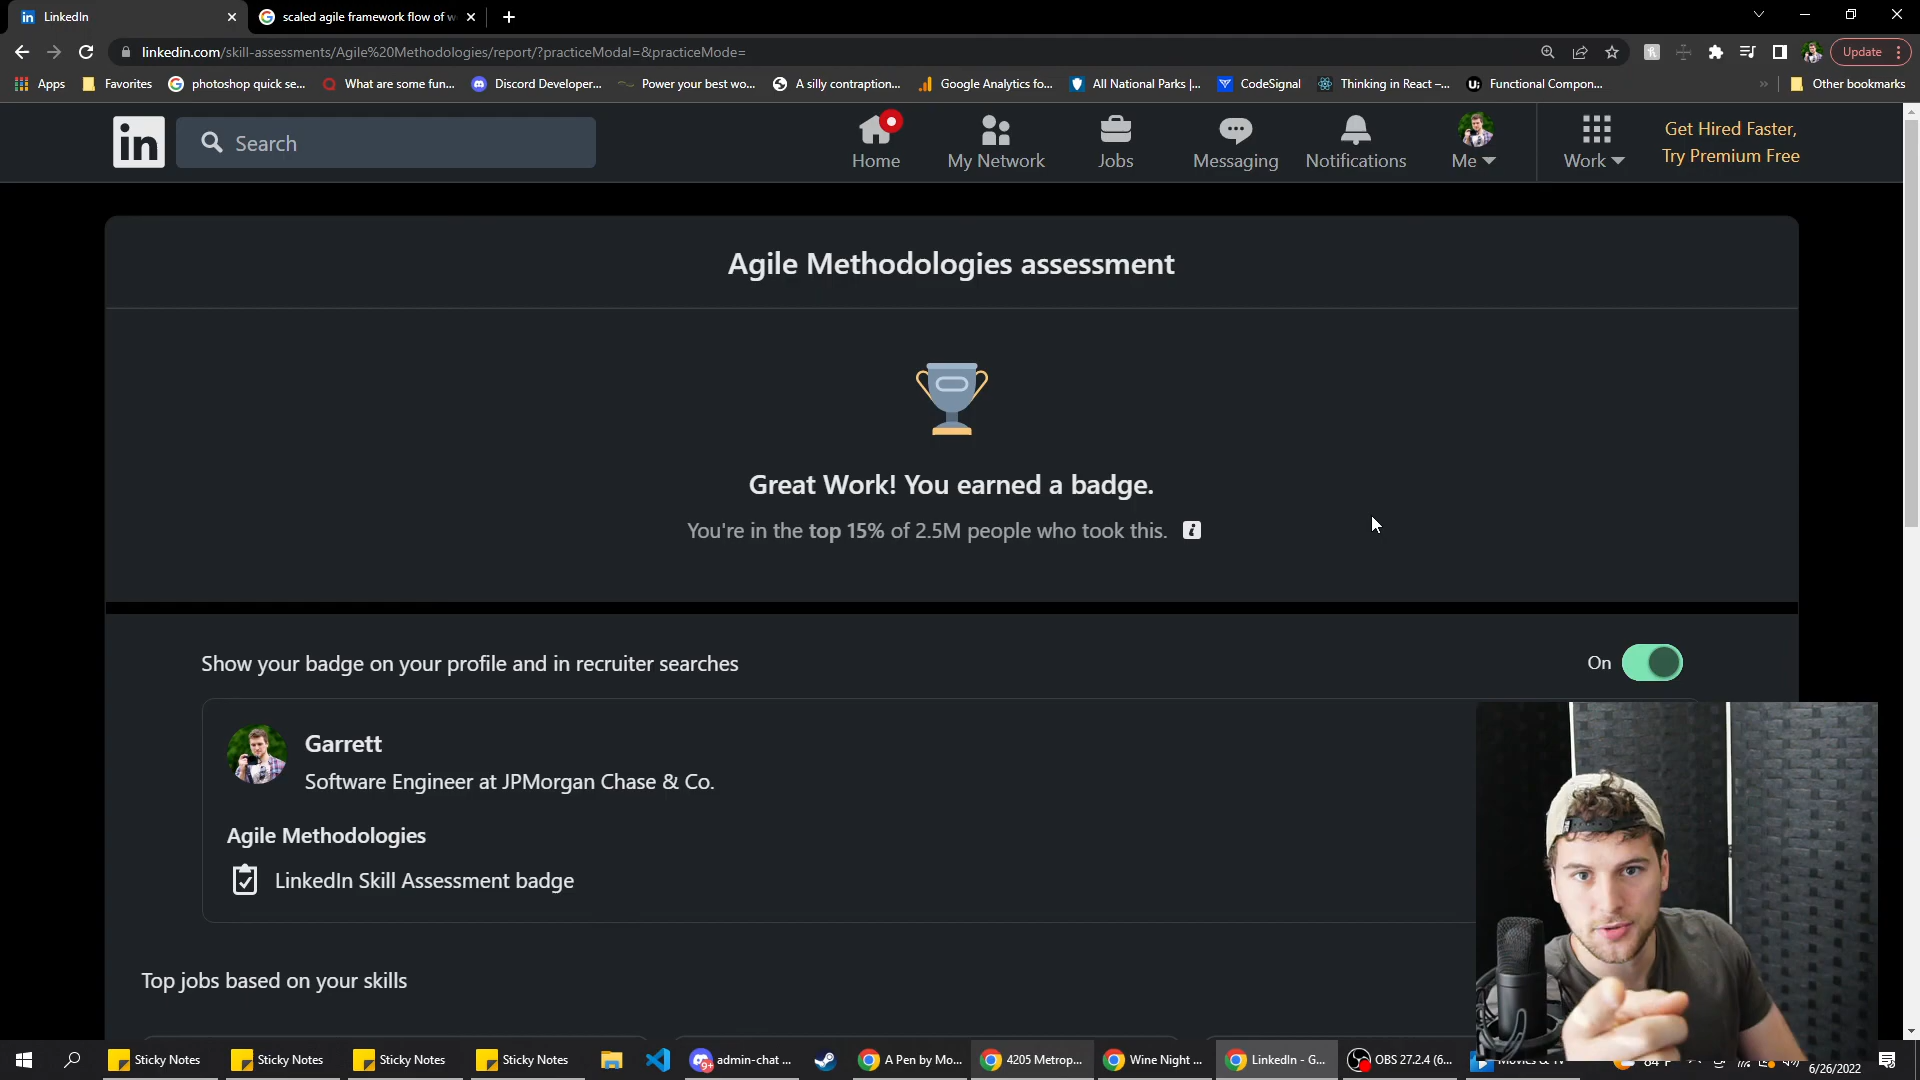 LinkedIn
scaled agile framework flow of w
linkedin.com/skill-assessments/Agile%20Methodologies/report/?practiceModal=&practiceMode=
Update
Apps
Favorites
photoshop quick se...
What are some fun...
Discord Developer...
Power your best wo...
A silly contraption...
Google Analytics fo...
All National Parks |...
CodeSignal
Thinking in React –...
Functional Compon...
Other bookmarks
in
Search
Home
My Network
Jobs
Messaging
Notifications
Me
Work
Get Hired Faster,
Try Premium Free
Agile Methodologies assessment
Great Work! You earned a badge.
You're in the top 15% of 2.5M people who took this.
Show your badge on your profile and in recruiter searches
On
Garrett
Software Engineer at JPMorgan Chase & Co.
Agile Methodologies
LinkedIn Skill Assessment badge
Top jobs based on your skills
Sticky Notes
Sticky Notes
Sticky Notes
Sticky Notes
admin-chat ...
A Pen by Mo...
4205 Metrop...
Wine Night ...
LinkedIn - G...
OBS 27.2.4 (6...
6/26/2022